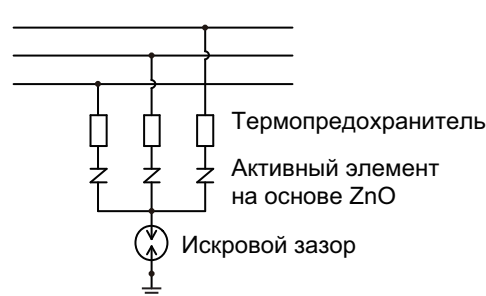 Термопредохранитель
Активный элемент
на основе ZnO
Искровой зазор